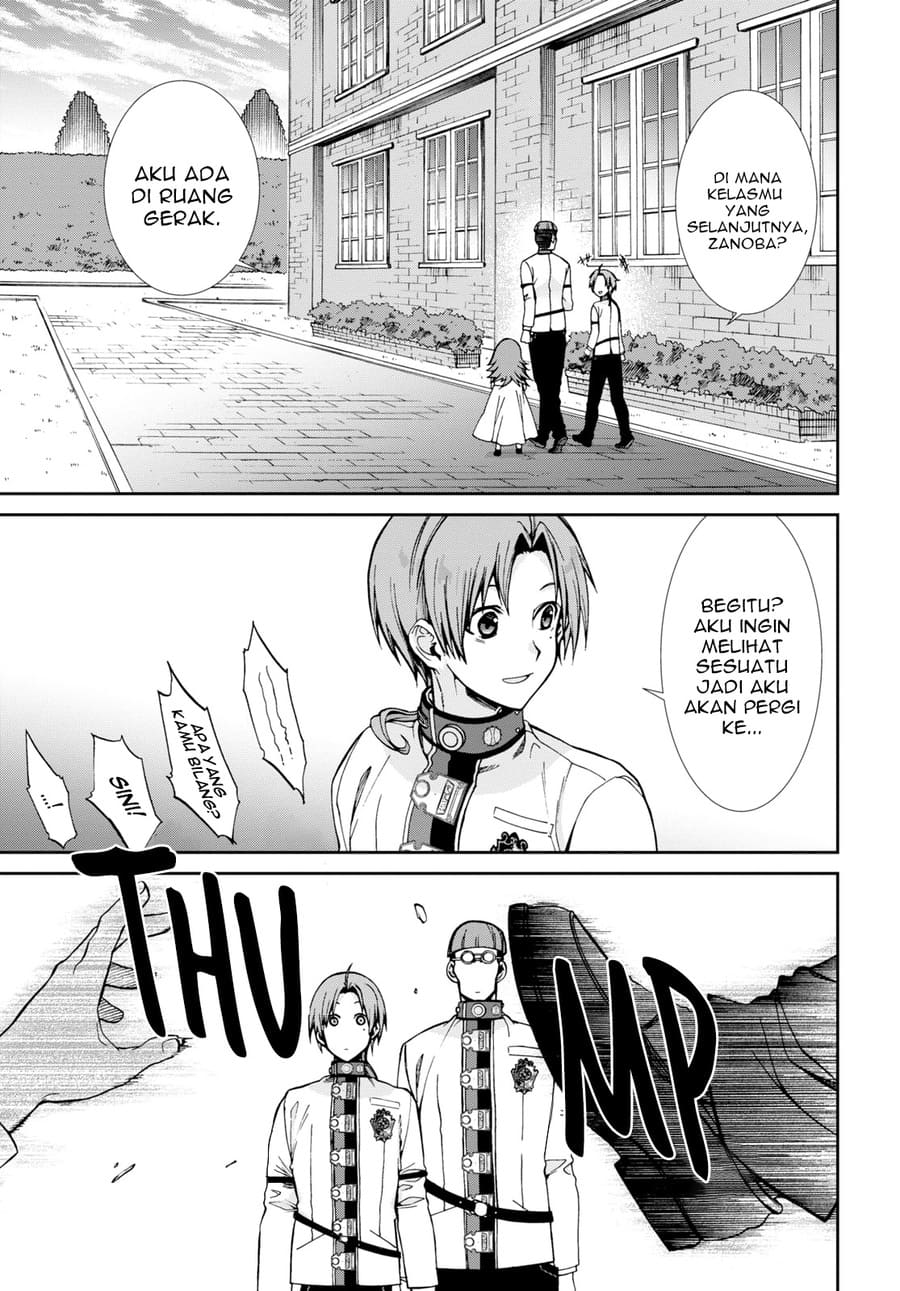 DI MANA
KELASMU
YANG
SELANJUTNYA,
ZANOBA?
AKU ADA
DI RUANG
GERAK.
BEGITU?
AKU INGIN
MELIHAT
SESUATU
JADI AKU
AKAN PERGI
KE...
APA YANG
KAMU BILANG?
SINI!
...!
THU
MP